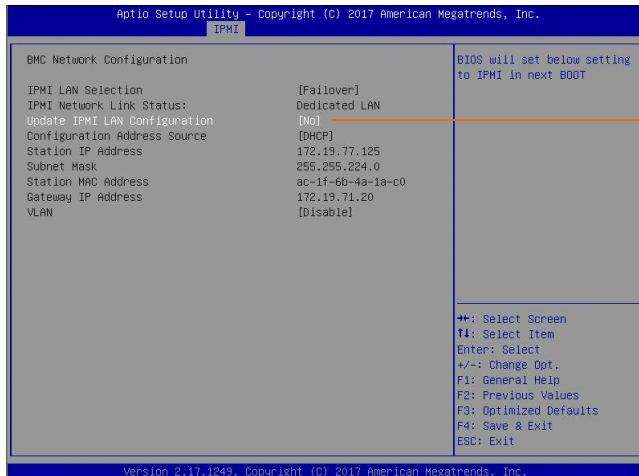 Aptio Setup Utility – Copyright (C) 2017 American Megatrends, Inc.
IPMI
BMC Network Configuration
IPMI LAN Selection [Failover]
IPMI Network Link Status: Dedicated LAN
Update IPMI LAN Configuration [No]
Configuration Address Source [DHCP]
Station IP Address 172.19.77.125
Subnet Mask 255.255.224.0
Station MAC Address ac-1f-6b-4a-1a-c0
Gateway IP Address 172.19.71.20
VLAN [Disable]
BIOS will set below setting
to IPMI in next BOOT
→←: Select Screen
↑↓: Select Item
Enter: Select
+/-: Change Opt.
F1: General Help
F2: Previous Values
F3: Optimized Defaults
F4: Save & Exit
ESC: Exit
Version 2.17.1249. Copyright (C) 2017 American Megatrends, Inc.